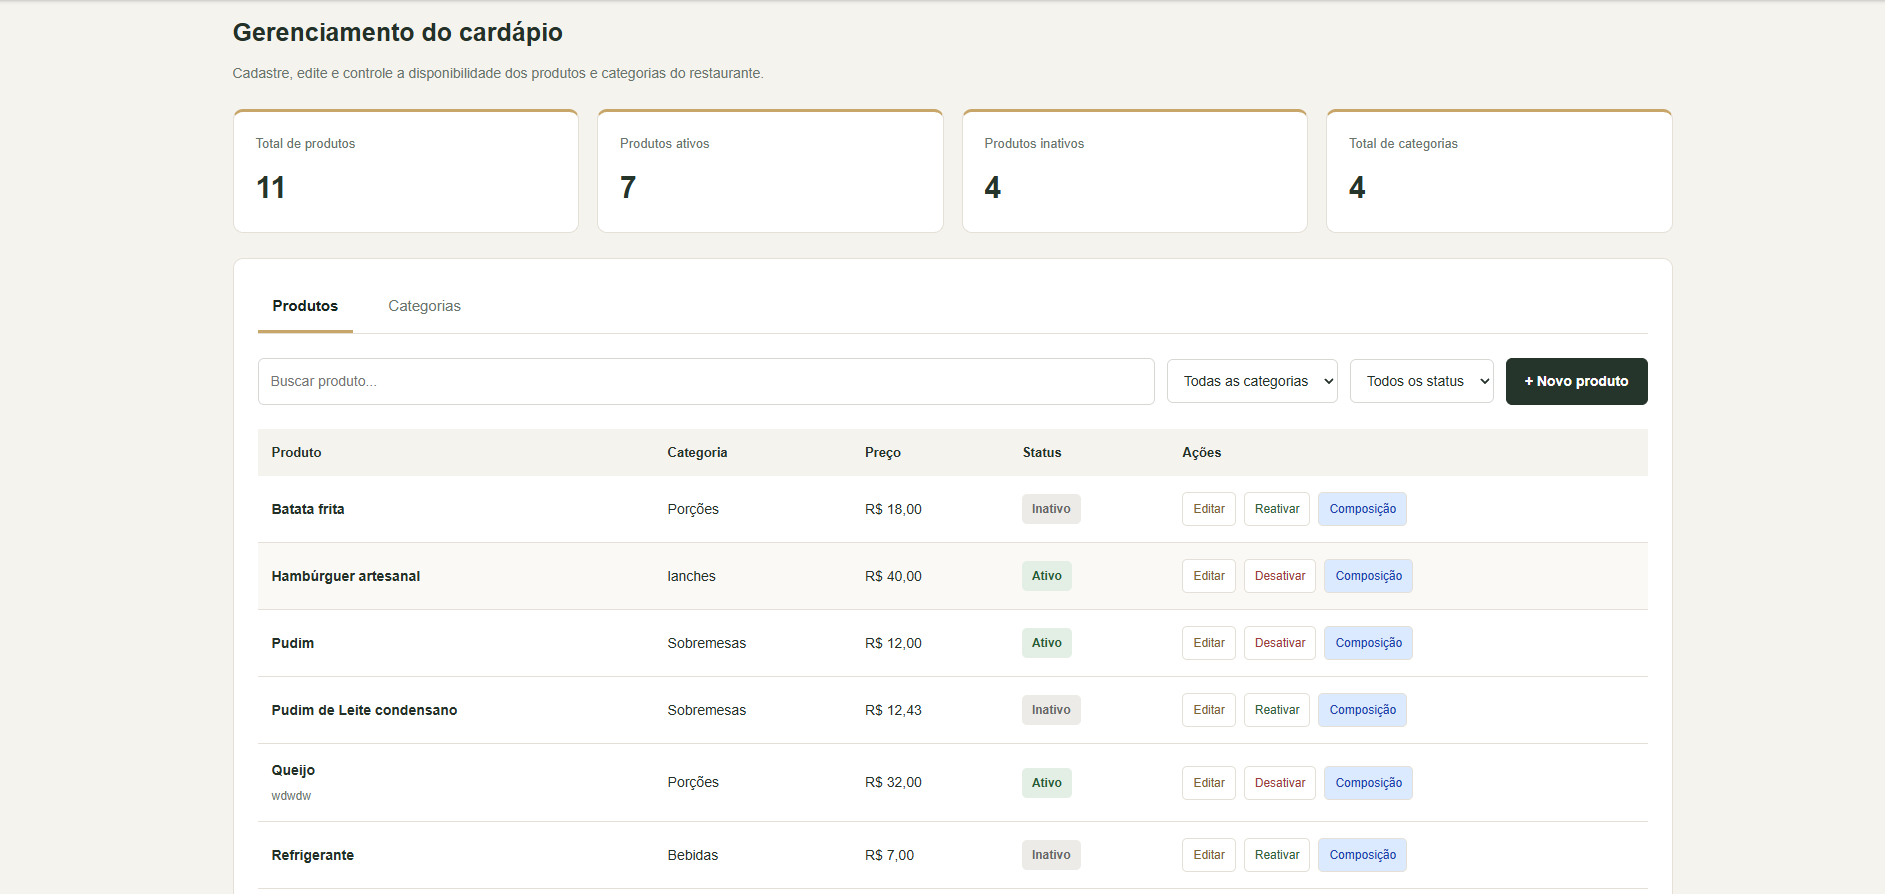 Gerenciamento do cardápio
Cadastre, edite e controle a disponibilidade dos produtos e categorias do restaurante.
Total de produtos
11
Produtos ativos
7
Produtos inativos
4
Total de categorias
4
Produtos
Categorias
Buscar produto...
Todas as categorias
Todos os status
+ Novo produto
Produto Categoria Preço Status Ações
Batata frita Porções R$ 18,00 Inativo Editar Reativar Composição
Hambúrguer artesanal lanches R$ 40,00 Ativo Editar Desativar Composição
Pudim Sobremesas R$ 12,00 Ativo Editar Desativar Composição
Pudim de Leite condensano Sobremesas R$ 12,43 Inativo Editar Reativar Composição
Queijo Porções R$ 32,00 Ativo Editar Desativar Composição
wdwdw
Refrigerante Bebidas R$ 7,00 Inativo Editar Reativar Composição